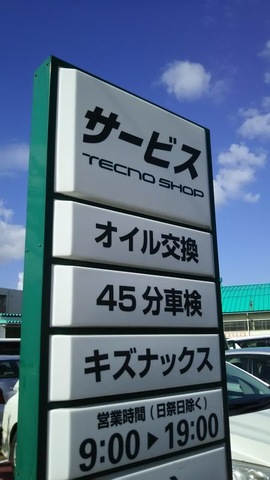 サービス
TECNO SHOP
オイル交換
45分車検
キズナックス
営業時間（日祭日除く）
9:00▶19:00